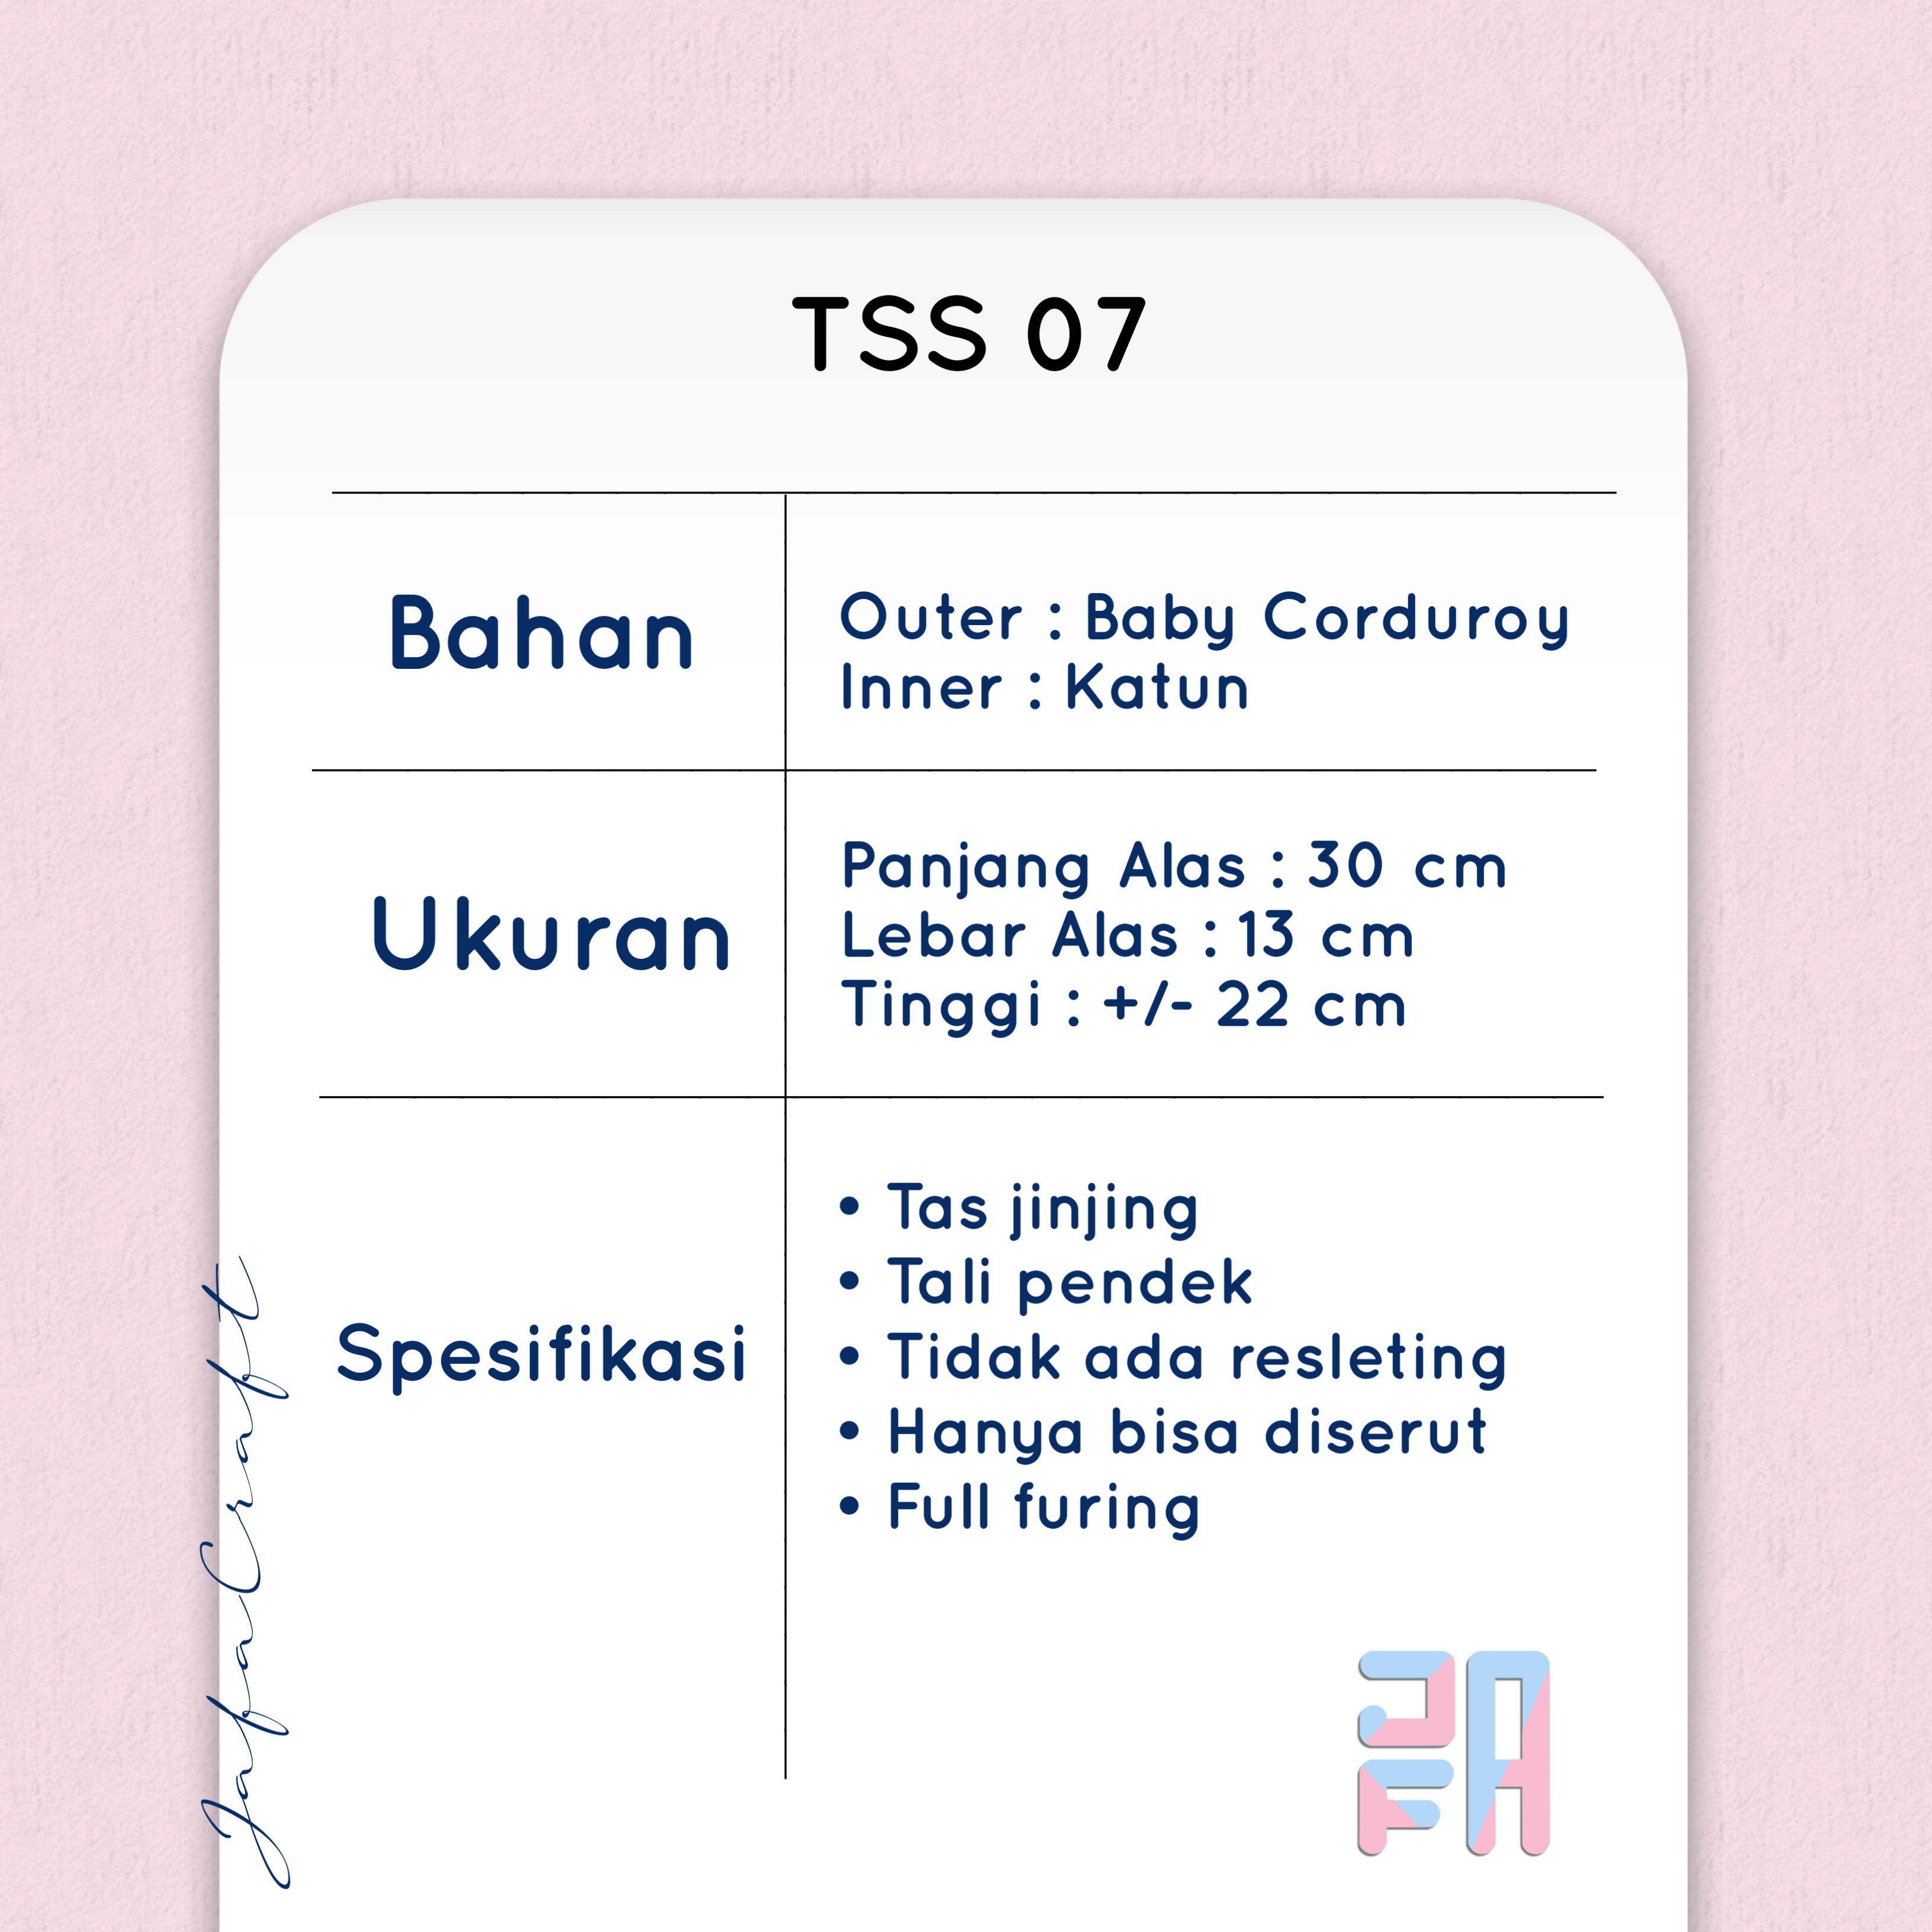 TSS 07
Bahan
Outer : Baby Corduroy
Inner : Katun
Ukuran
Panjang Alas : 30 cm
Lebar Alas : 13 cm
Tinggi : +/- 22 cm
Spesifikasi
• Tas jinjing
• Tali pendek
• Tidak ada resleting
• Hanya bisa diserut
• Full furing
JafaCraft
JAFA